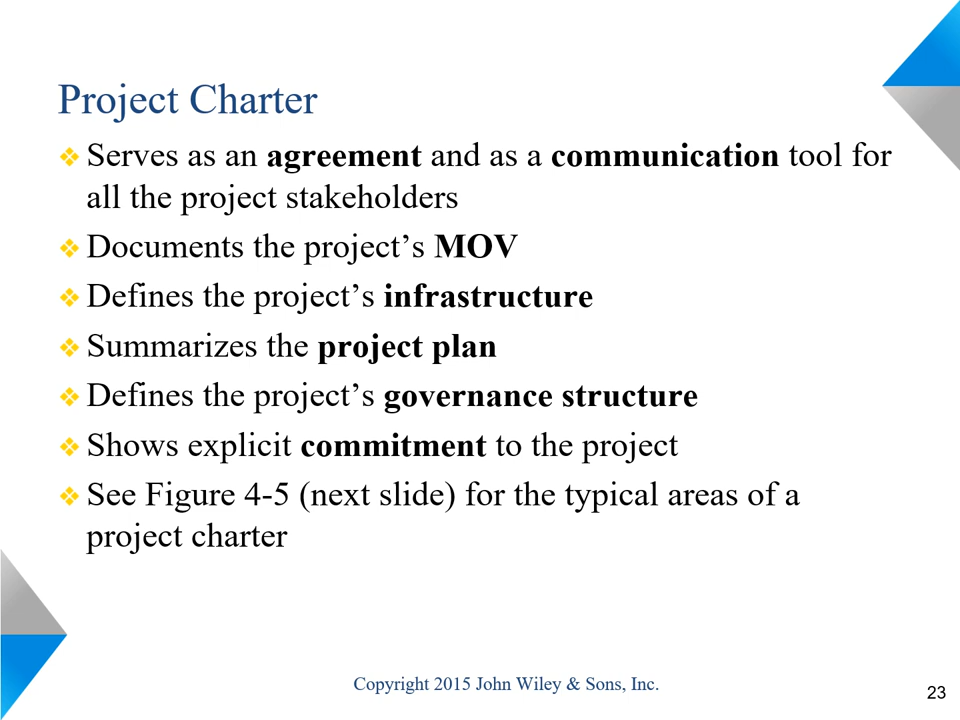 Project Charter
❖ Serves as an agreement and as a communication tool for
all the project stakeholders
❖ Documents the project’s MOV
❖ Defines the project’s infrastructure
❖ Summarizes the project plan
❖ Defines the project’s governance structure
❖ Shows explicit commitment to the project
❖ See Figure 4-5 (next slide) for the typical areas of a
project charter
Copyright 2015 John Wiley & Sons, Inc.
23